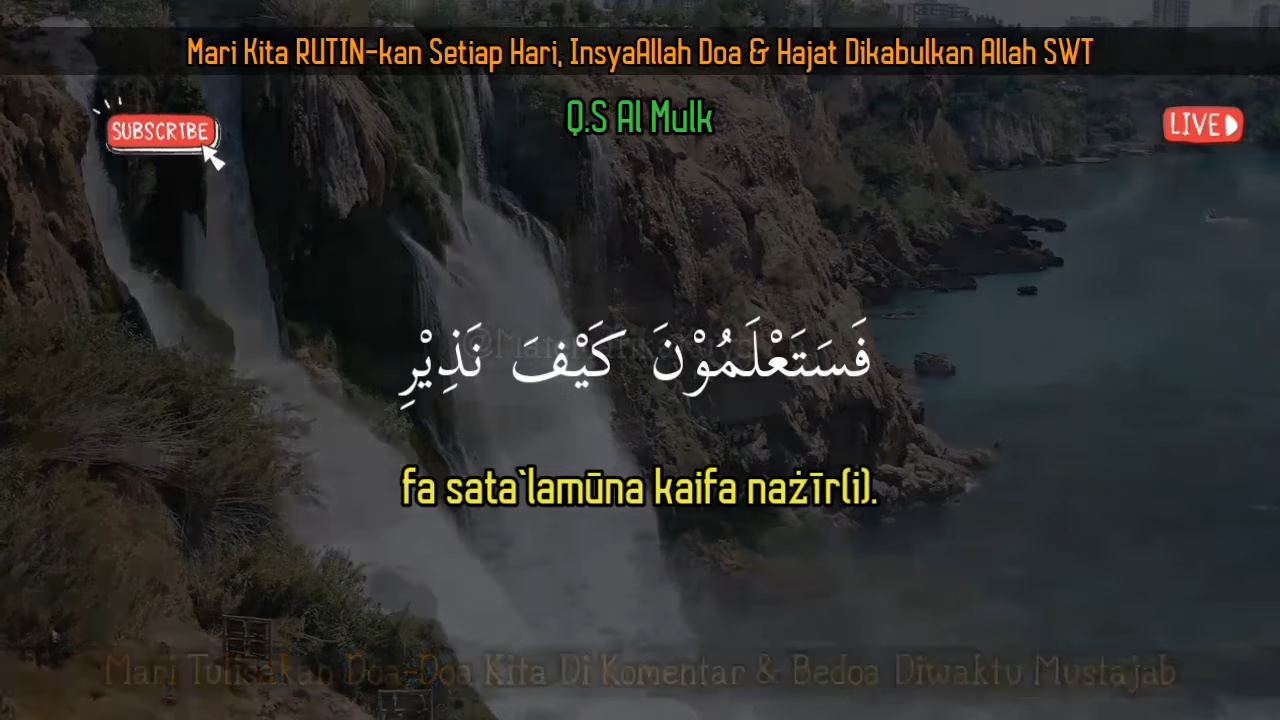 Mari Kita RUTIN-kan Setiap Hari, InsyaAllah Doa & Hajat Dikabulkan Allah SWT
Q.S Al Mulk
SUBSCRIBE
LIVE
فَسَتَعْلَمُوْنَ كَيْفَ نَذِيْرِ
fa sata`lamūna kaifa nażīr(i).
Mari Tulisakan Doa-Doa Kita Di Komentar & Bedoa Diwaktu Mustajab